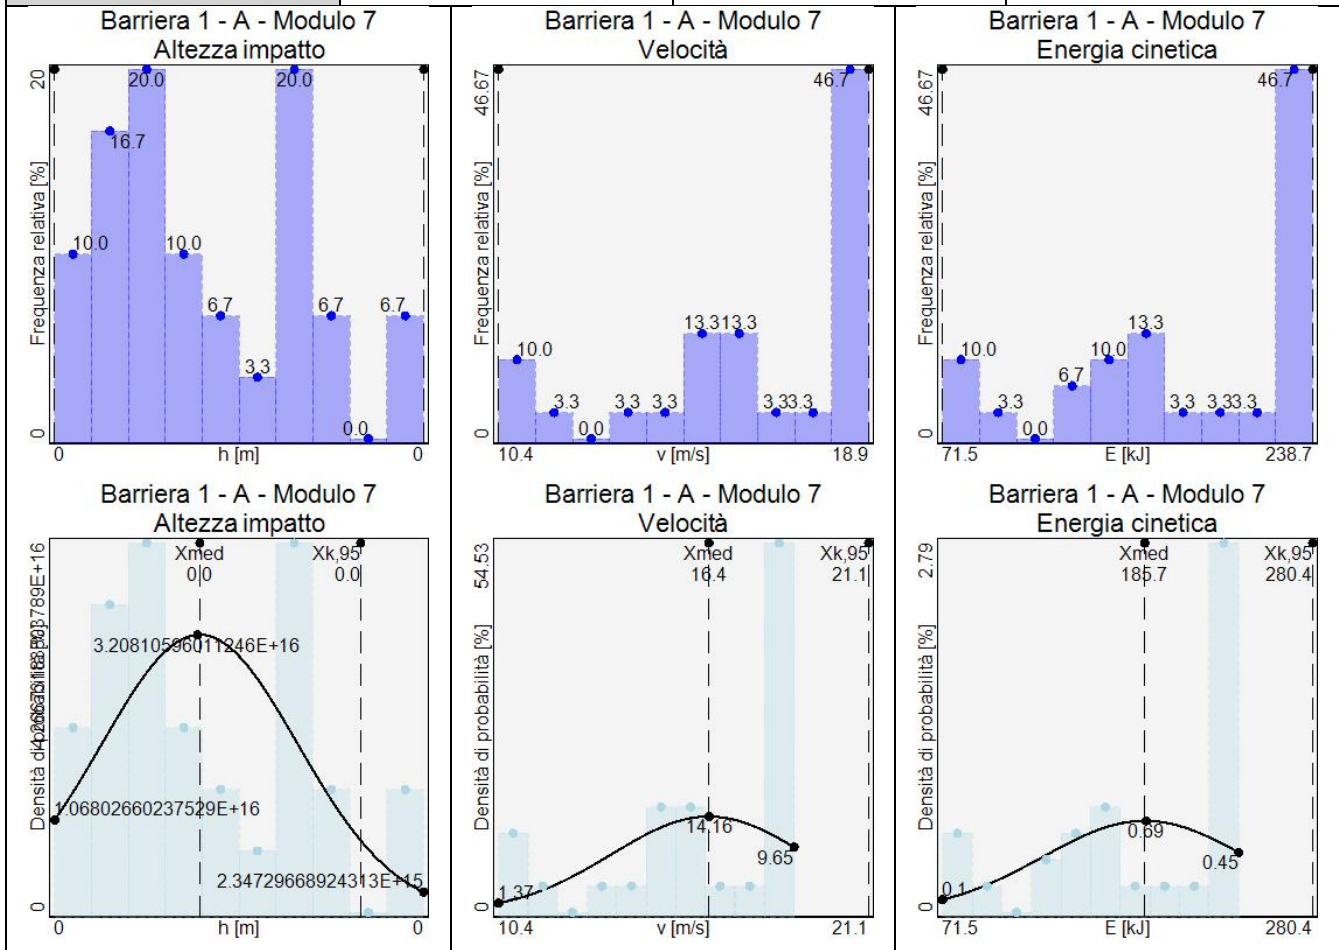 Barriera 1 - A - Modulo 7
Altezza impatto
20
Frequenza relativa [%]
0
10.0
16.7
20.0
10.0
6.7
3.3
20.0
6.7
0.0
6.7
0
h [m]
0
Barriera 1 - A - Modulo 7
Velocità
46.67
Frequenza relativa [%]
0
10.0
3.3
0.0
3.3
3.3
13.3
13.3
3.3
3.3
46.7
10.4
v [m/s]
18.9
Barriera 1 - A - Modulo 7
Energia cinetica
46.67
Frequenza relativa [%]
0
10.0
3.3
0.0
6.7
10.0
13.3
3.3
3.3
3.3
46.7
71.5
E [kJ]
238.7
Barriera 1 - A - Modulo 7
Altezza impatto
Xmed
0.0
Xk,95
0.0
3.20810596011246E+16
1.06802660237529E+16
2.34729668924313E+15
0
0
h [m]
0
Barriera 1 - A - Modulo 7
Velocità
54.53
Densità di probabilità [%]
0
Xmed
16.4
Xk,95
21.1
1.37
14.16
9.65
10.4
v [m/s]
21.1
Barriera 1 - A - Modulo 7
Energia cinetica
2.79
Densità di probabilità [%]
0
Xmed
185.7
Xk,95
280.4
0.1
0.69
0.45
71.5
E [kJ]
280.4